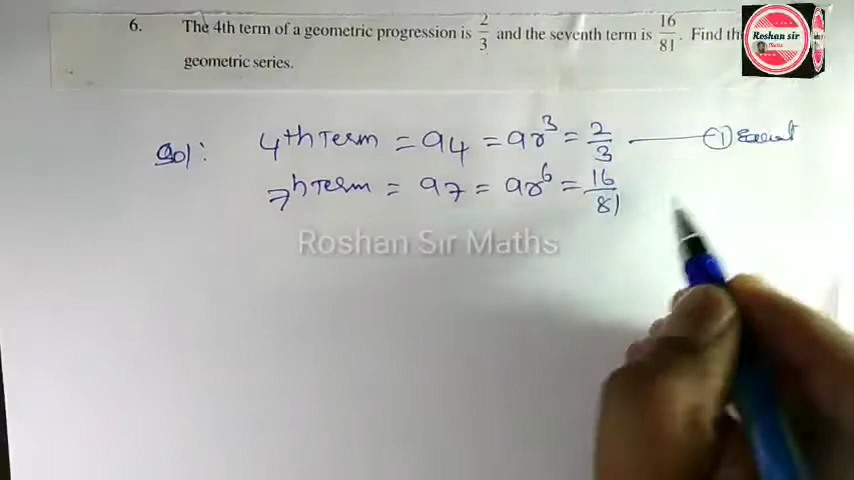 6. The 4th term of a geometric progression is 2/3 and the seventh term is 16/81. Find th
geometric series.
Roshan sir
Maths
Sol:
4th Term = a4 = ar^3 = 2/3 — ①
7th Term = a7 = ar^6 = 16/81
Roshan Sir Maths